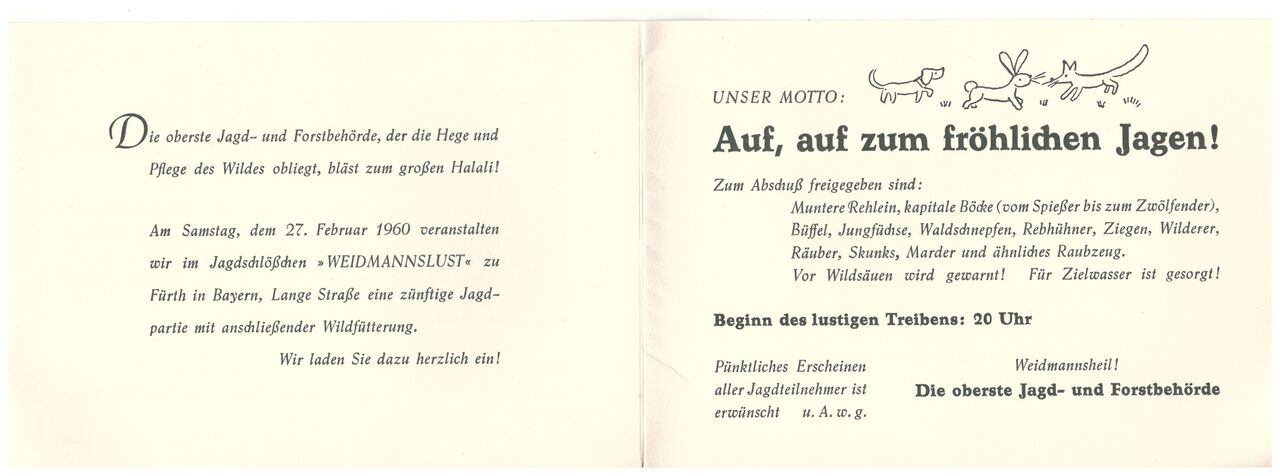 Die oberste Jagd- und Forstbehörde, der die Hege und
Pflege des Wildes obliegt, bläst zum großen Halali!
Am Samstag, dem 27. Februar 1960 veranstalten
wir im Jagdschlößchen »WEIDMANNSLUST« zu
Fürth in Bayern, Lange Straße eine zünftige Jagd-
partie mit anschließender Wildfütterung.
Wir laden Sie dazu herzlich ein!
UNSER MOTTO:
Auf, auf zum fröhlichen Jagen!
Zum Abschuß freigegeben sind:
Muntere Rehlein, kapitale Böcke (vom Spießer bis zum Zwölfender),
Büffel, Jungfüchse, Waldschnepfen, Rebhühner, Ziegen, Wilderer,
Räuber, Skunks, Marder und ähnliches Raubzeug.
Vor Wildsäuen wird gewarnt! Für Zielwasser ist gesorgt!
Beginn des lustigen Treibens: 20 Uhr
Pünktliches Erscheinen
aller Jagdteilnehmer ist
erwünscht u. A. w. g.
Weidmannsheil!
Die oberste Jagd- und Forstbehörde